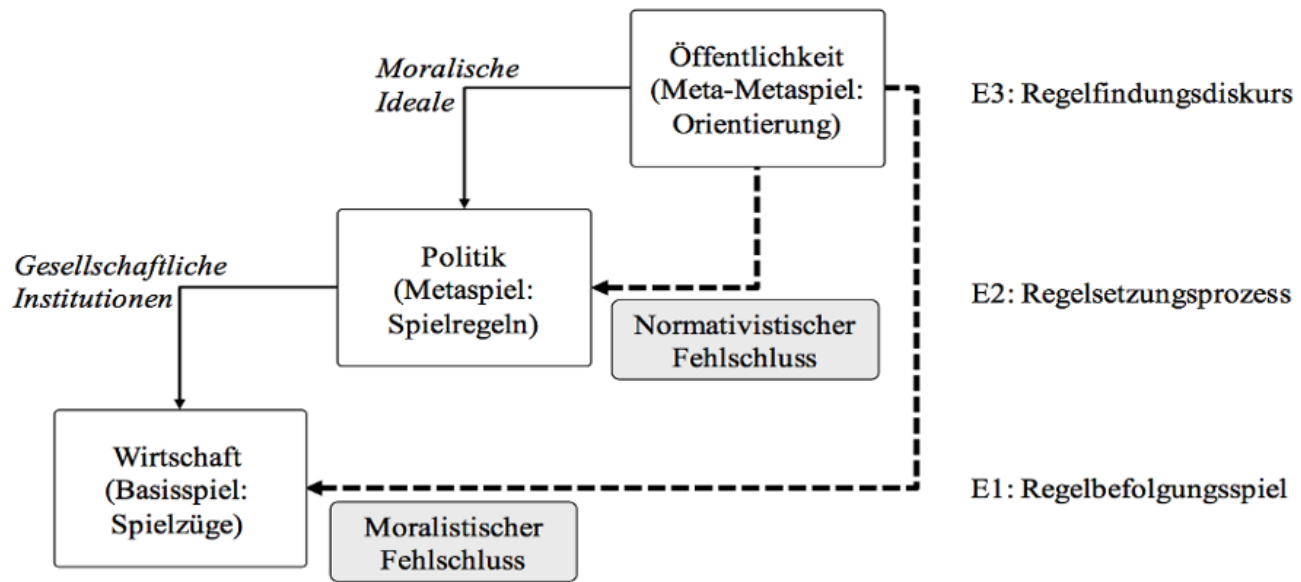 Öffentlichkeit
(Meta-Metaspiel:
Orientierung)
Moralische
Ideale
E3: Regelfindungsdiskurs
Politik
(Metaspiel:
Spielregeln)
Gesellschaftliche
Institutionen
E2: Regelsetzungsprozess
Normativistischer
Fehlschluss
Wirtschaft
(Basisspiel:
Spielzüge)
E1: Regelbefolgungsspiel
Moralistischer
Fehlschluss